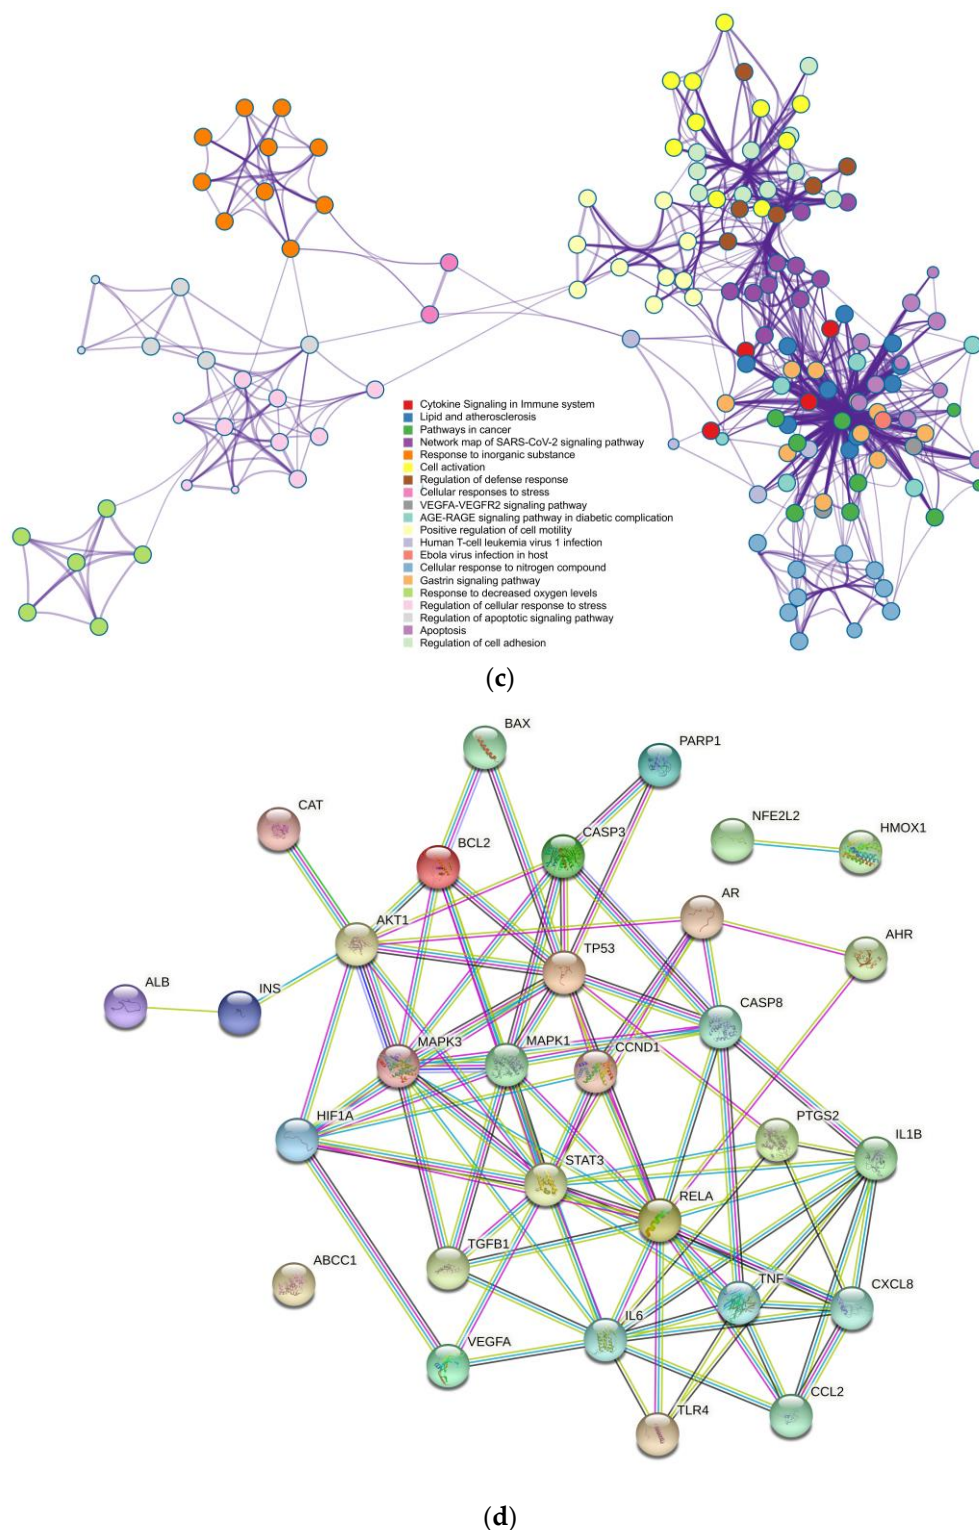 Cytokine Signaling in Immune system
Lipid and atherosclerosis
Pathways in cancer
Network map of SARS-CoV-2 signaling pathway
Response to inorganic substance
Cell activation
Regulation of defense response
Cellular responses to stress
VEGFA-VEGFR2 signaling pathway
AGE-RAGE signaling pathway in diabetic complication
Positive regulation of cell motility
Human T-cell leukemia virus 1 infection
Ebola virus infection in host
Cellular response to nitrogen compound
Gastrin signaling pathway
Response to decreased oxygen levels
Regulation of cellular response to stress
Regulation of apoptotic signaling pathway
Apoptosis
Regulation of cell adhesion
(c)
BAX
PARP1
CAT
NFE2L2
HMOX1
BCL2
CASP3
AR
AKT1
TP53
AHR
ALB
INS
CASP8
MAPK3
MAPK1
CCND1
HIF1A
PTGS2
IL1B
STAT3
RELA
TGFB1
ABCC1
TNF
CXCL8
IL6
VEGFA
CCL2
TLR4
(d)